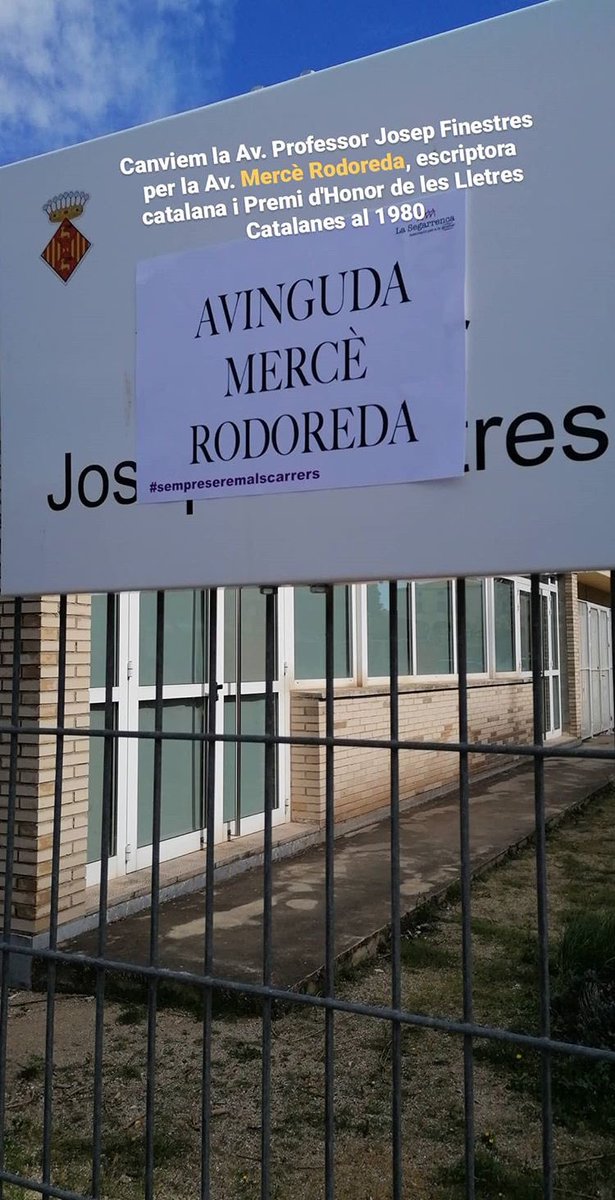 Canviem la Av. Professor Josep Finestres
per la Av. Mercè Rodoreda, escriptora
catalana i Premi d'Honor de les Lletres
Catalanes al 1980
La Segarrenca
AVINGUDA
MERCÈ
RODOREDA
Jos tres
#sempreseremalscarrers